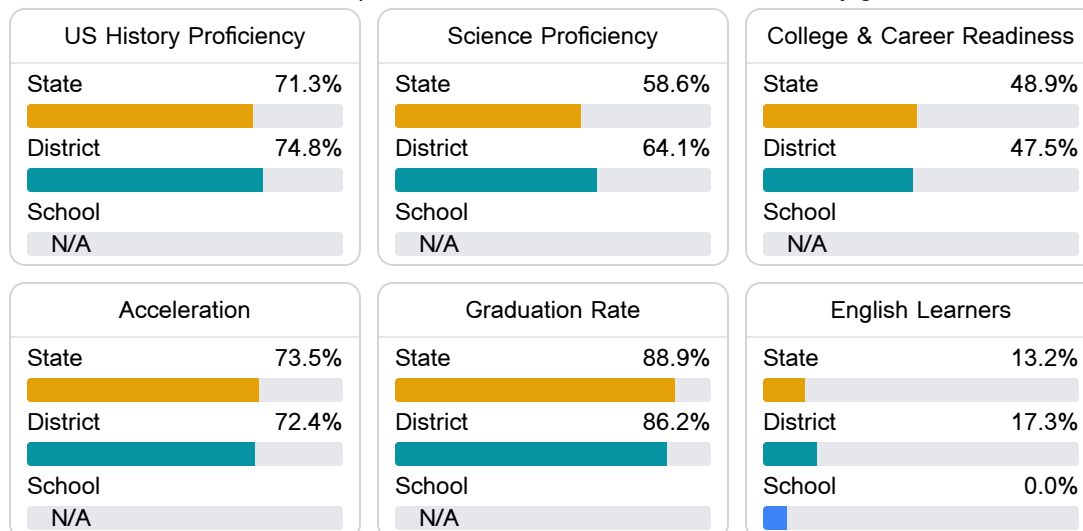 US History Proficiency
State 71.3%
District 74.8%
School
N/A
Science Proficiency
State 58.6%
District 64.1%
School
N/A
College & Career Readiness
State 48.9%
District 47.5%
School
N/A
Acceleration
State 73.5%
District 72.4%
School
N/A
Graduation Rate
State 88.9%
District 86.2%
School
N/A
English Learners
State 13.2%
District 17.3%
School 0.0%